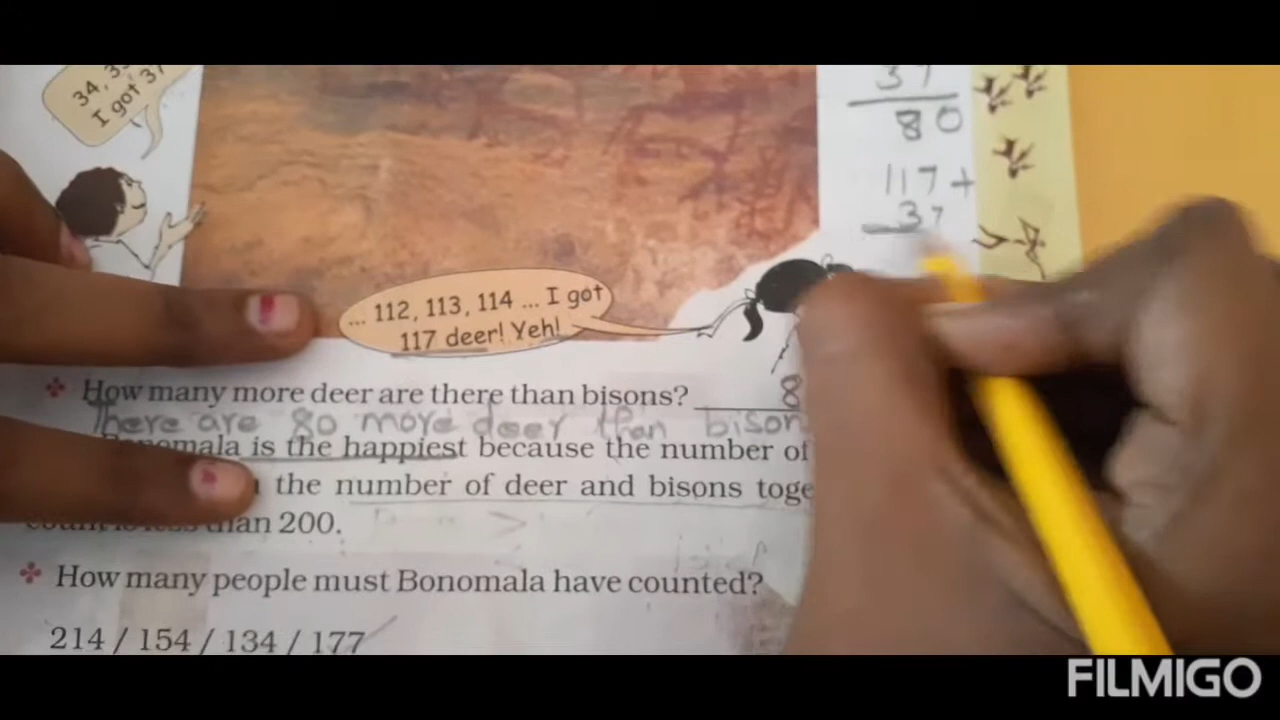 34, 3
I got 37
37
80
117 +
37
... 112, 113, 114 ... I got
117 deer! Yeh!
How many more deer are there than bisons? 8
There are 80 more deer than bison
Bonomala is the happiest because the number of
the number of deer and bisons toge
than 200.
How many people must Bonomala have counted?
214 / 154 / 134 / 177
FILMIGO